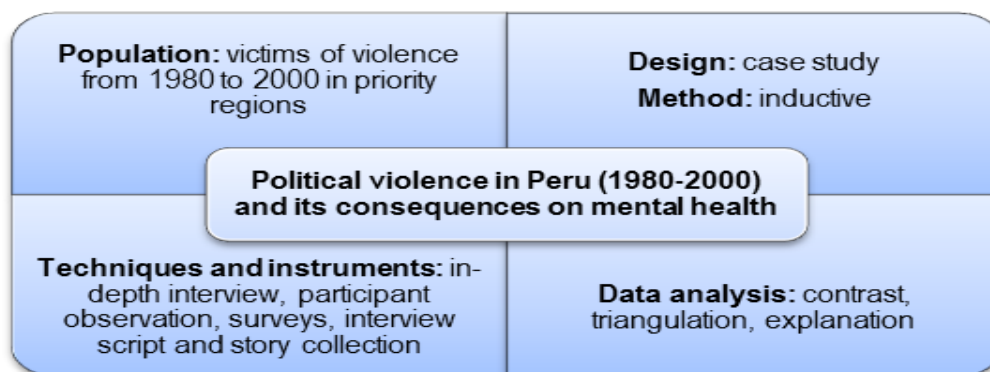 Population: victims of violence
from 1980 to 2000 in priority
regions
Design: case study
Method: inductive
Political violence in Peru (1980-2000)
and its consequences on mental health
Techniques and instruments: in-
depth interview, participant
observation, surveys, interview
script and story collection
Data analysis: contrast,
triangulation, explanation